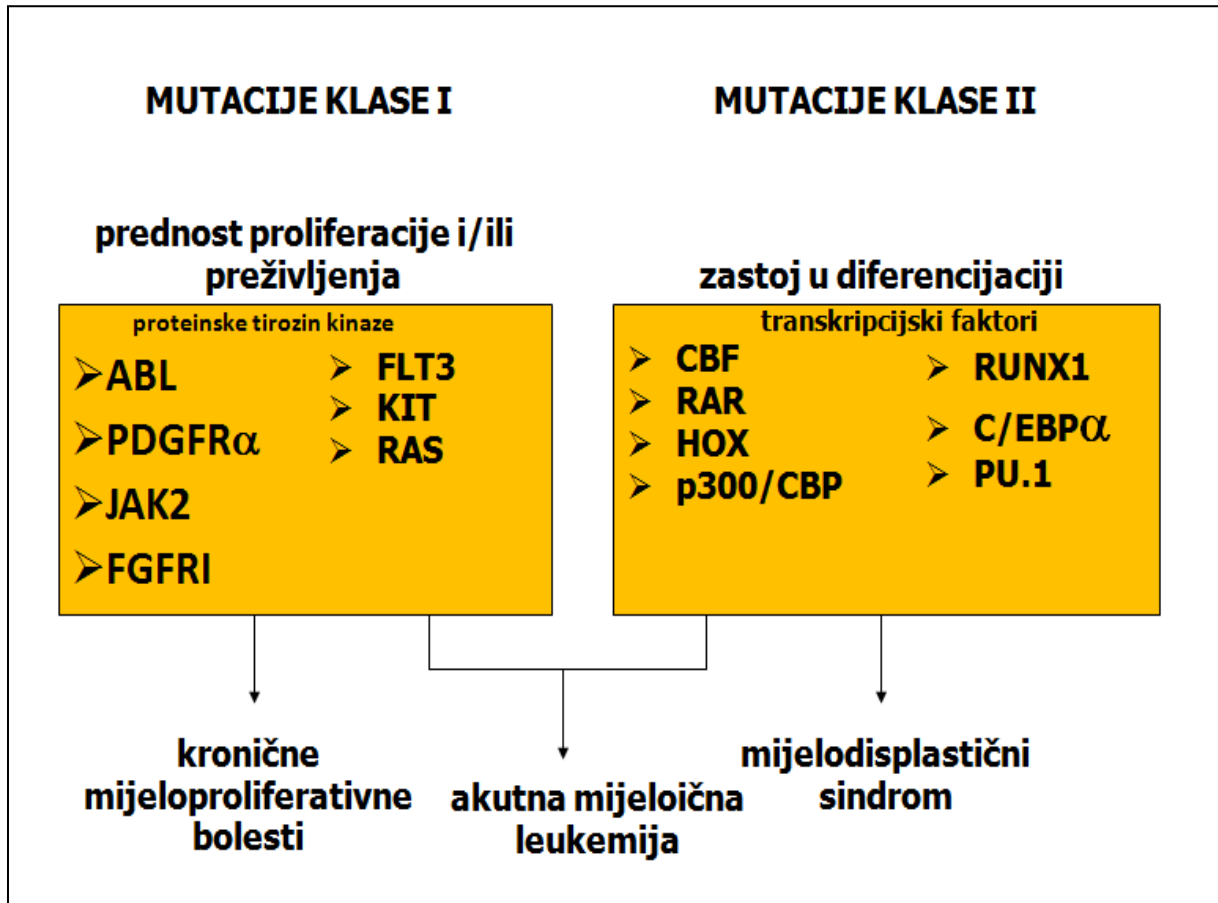 MUTACIJE KLASE I
MUTACIJE KLASE II
prednost proliferacije i/ili
preživljenja
zastoj u diferencijaciji
proteinske tirozin kinaze
➢ABL
➢PDGFRα
➢JAK2
➢FGFRI
➢ FLT3
➢ KIT
➢ RAS
transkripcijski faktori
➢ CBF
➢ RAR
➢ HOX
➢ p300/CBP
➢ RUNX1
➢ C/EBPα
➢ PU.1
kronične
mijeloproliferativne
bolesti
akutna mijeloična
leukemija
mijelodisplastični
sindrom